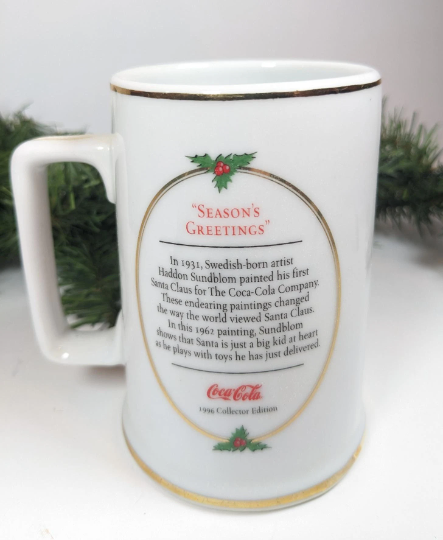 "SEASON'S
GREETINGS"
In 1931, Swedish-born artist
Haddon Sundblom painted his first
Santa Claus for The Coca-Cola Company.
These endearing paintings changed
the way the world viewed Santa Claus.
In this 1962 painting, Sundblom
shows that Santa is just a big kid at heart
as he plays with toys he has just delivered.
Coca-Cola
1996 Collector Edition